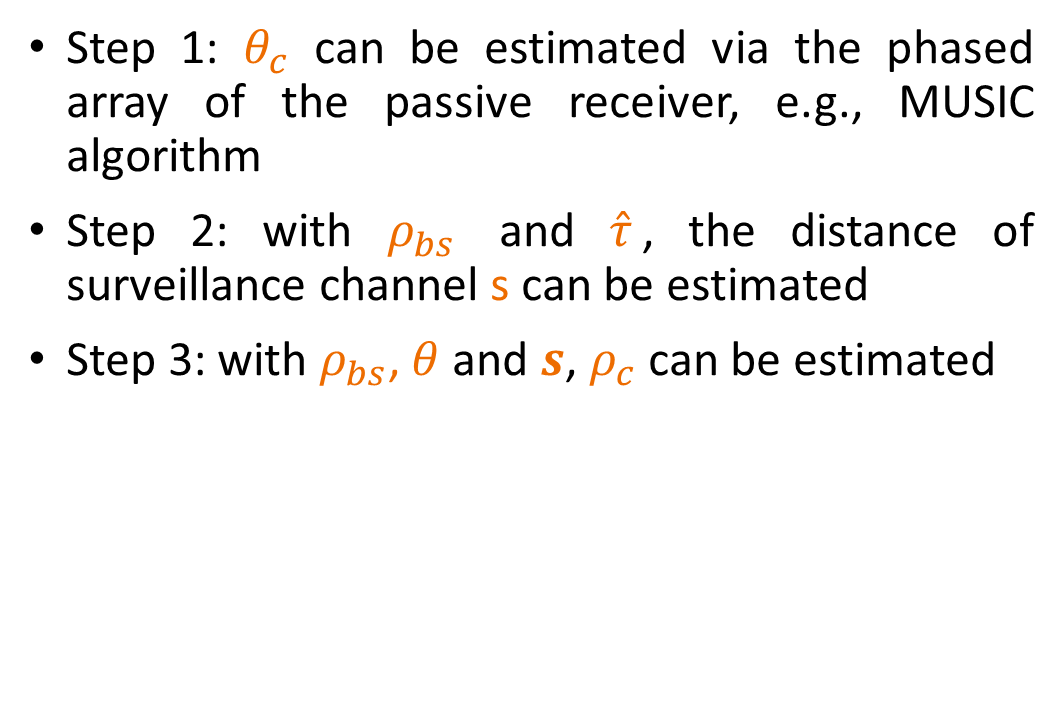 • Step 1: θ_c can be estimated via the phased
array of the passive receiver, e.g., MUSIC
algorithm
• Step 2: with ρ_bs and τ̂ , the distance of
surveillance channel s can be estimated
• Step 3: with ρ_bs, θ and s, ρ_c can be estimated